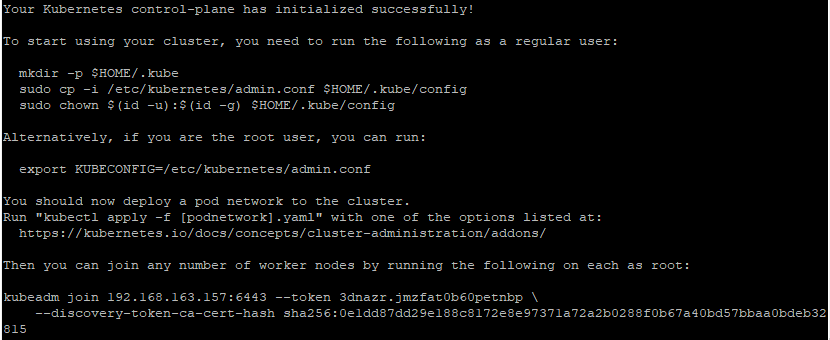 Your Kubernetes control-plane has initialized successfully!
To start using your cluster, you need to run the following as a regular user:
mkdir -p $HOME/.kube
sudo cp -i /etc/kubernetes/admin.conf $HOME/.kube/config
sudo chown $(id -u):$(id -g) $HOME/.kube/config
Alternatively, if you are the root user, you can run:
export KUBECONFIG=/etc/kubernetes/admin.conf
You should now deploy a pod network to the cluster.
Run "kubectl apply -f [podnetwork].yaml" with one of the options listed at:
https://kubernetes.io/docs/concepts/cluster-administration/addons/
Then you can join any number of worker nodes by running the following on each as root:
kubeadm join 192.168.163.157:6443 --token 3dnazr.jmzfat0b60petnbp \
--discovery-token-ca-cert-hash sha256:0e1dd87dd29e188c8172e8e97371a72a2b0288f0b67a40bd57bbaa0bdeb32
815